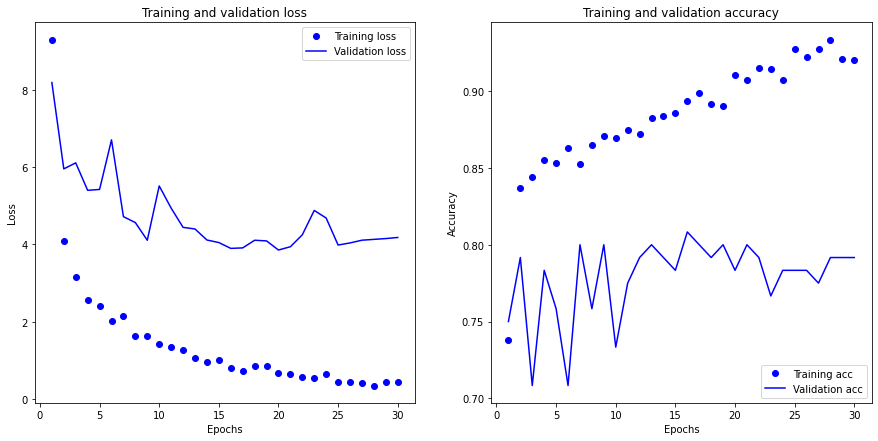 Training and validation loss
Training loss
Validation loss
8
6
4
2
0
Loss
0 5 10 15 20 25 30
Epochs
Training and validation accuracy
0.90
0.85
0.80
0.75
0.70
Accuracy
Training acc
Validation acc
0 5 10 15 20 25 30
Epochs